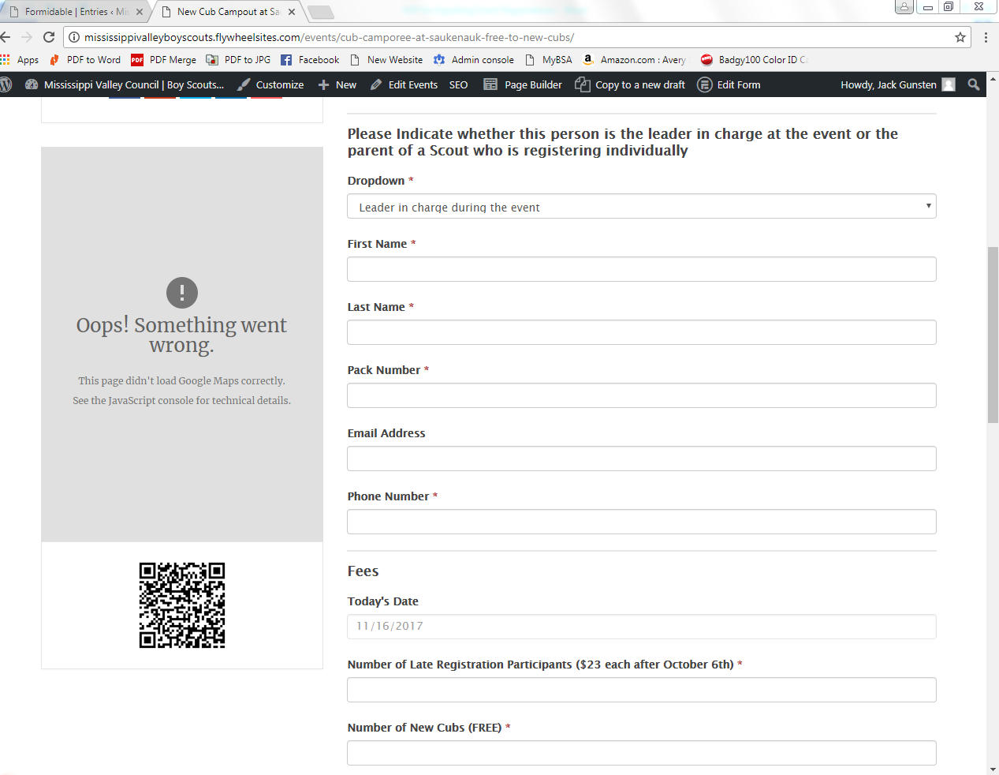 Formidable | Entries ‹ Mis
New Cub Campout at Sau
mississippivalleyboyscouts.flywheelsites.com/events/cub-camporee-at-saukenauk-free-to-new-cubs/
Apps
PDF to Word
PDF Merge
PDF to JPG
Facebook
New Website
Admin console
MyBSA
Amazon.com : Avery
Badgy100 Color ID Ca
Mississippi Valley Council | Boy Scouts...
Customize
New
Edit Events
SEO
Page Builder
Copy to a new draft
Edit Form
Howdy, Jack Gunsten
Please Indicate whether this person is the leader in charge at the event or the
parent of a Scout who is registering individually
Dropdown *
Leader in charge during the event
First Name *
Last Name *
Pack Number *
Email Address
Phone Number *
Fees
Today's Date
11/16/2017
Number of Late Registration Participants ($23 each after October 6th) *
Number of New Cubs (FREE) *
Oops! Something went
wrong.
This page didn't load Google Maps correctly.
See the JavaScript console for technical details.